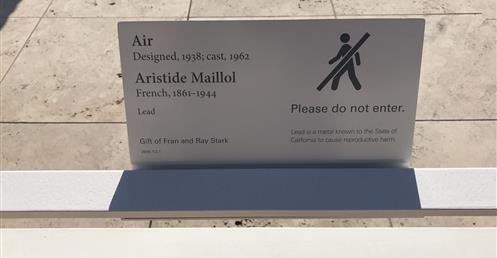 Air
Designed, 1938; cast, 1962
Aristide Maillol
French, 1861–1944
Lead
Gift of Fran and Ray Stark
Please do not enter.
Lead is a metal known to the State of
California to cause reproductive harm.